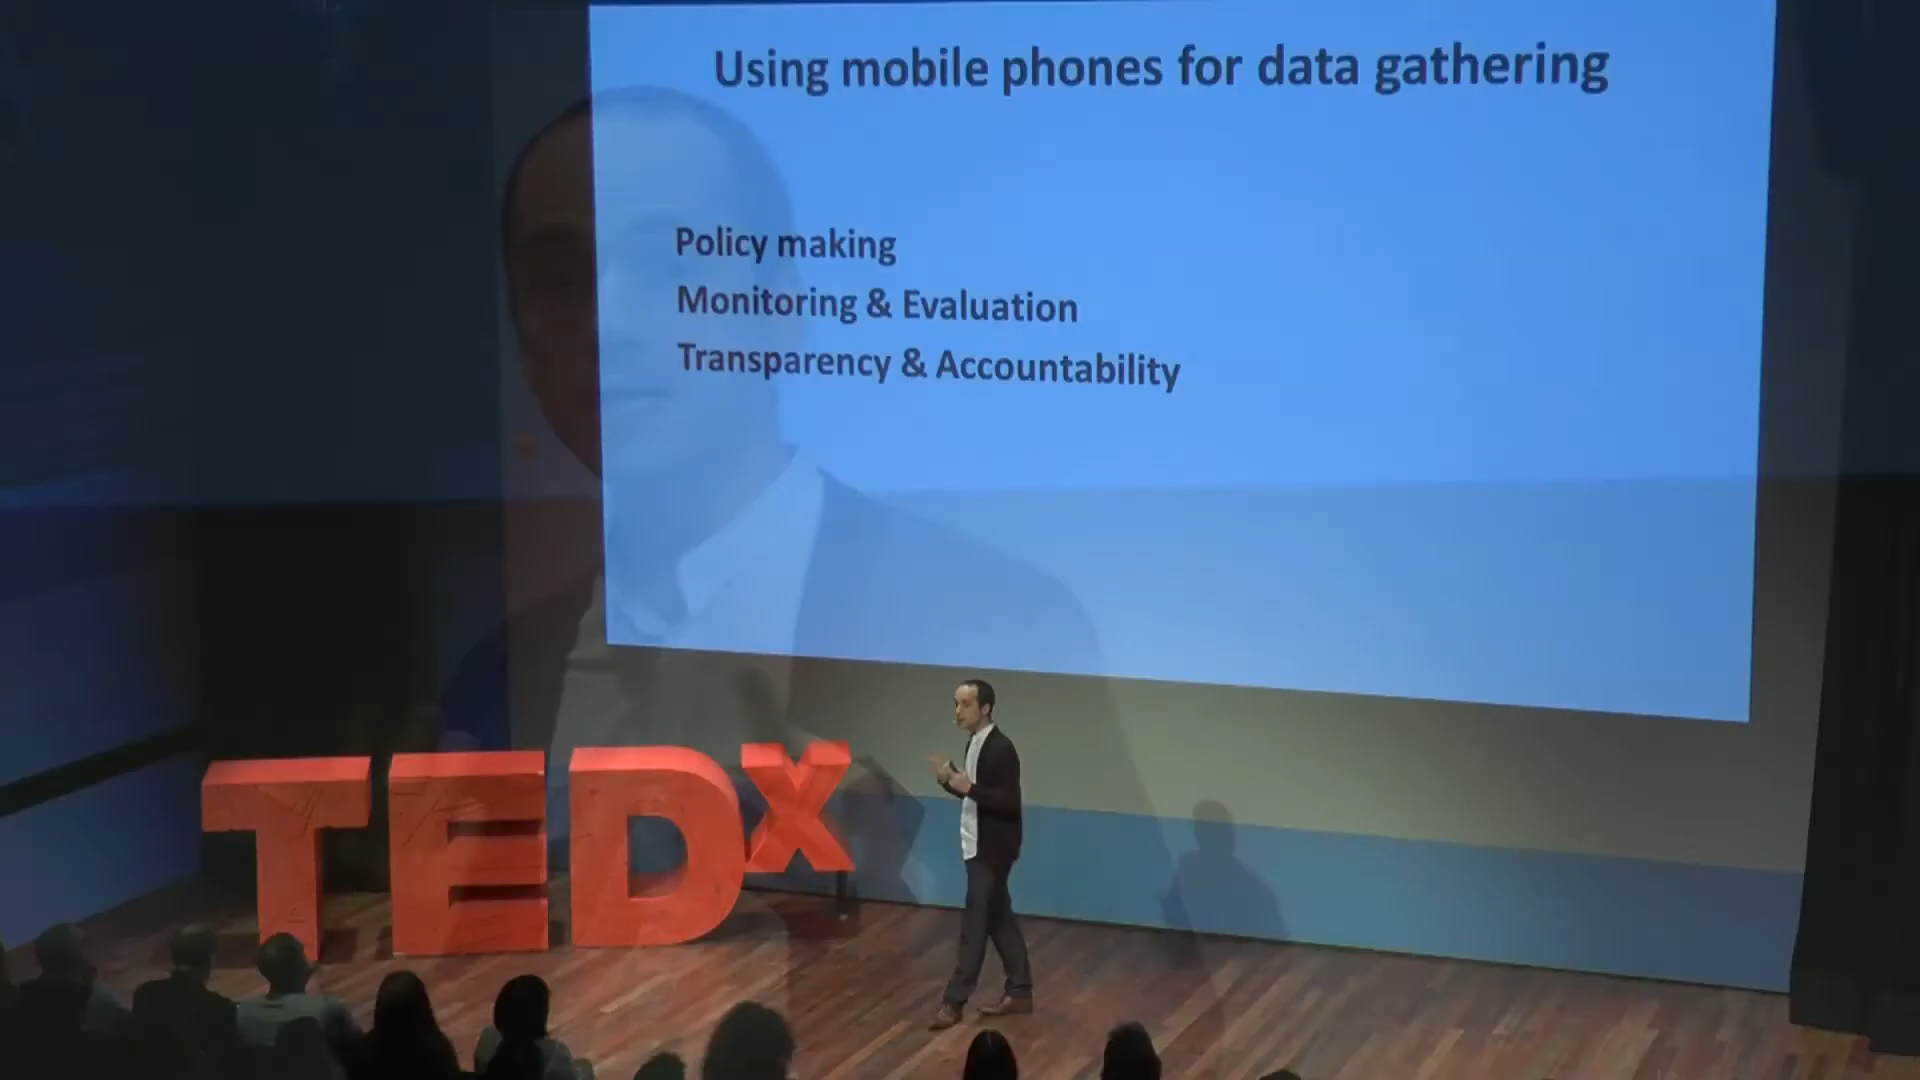 Using mobile phones for data gathering
Policy making
Monitoring & Evaluation
Transparency & Accountability
TEDx